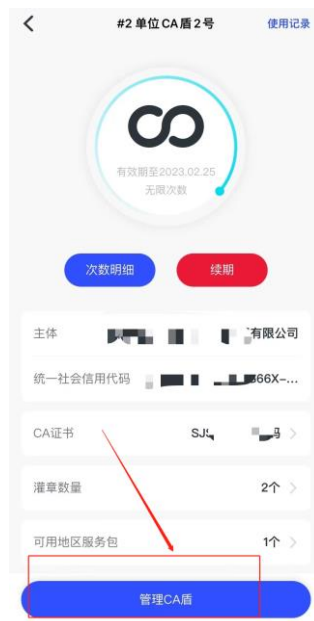 #2 单位CA盾2号
使用记录
有效期至2023.02.25
无限次数
次数明细
续期
主体 有限公司
统一社会信用代码 66X-...
CA证书 SJS
灌章数量 2个
可用地区服务包 1个
管理CA盾